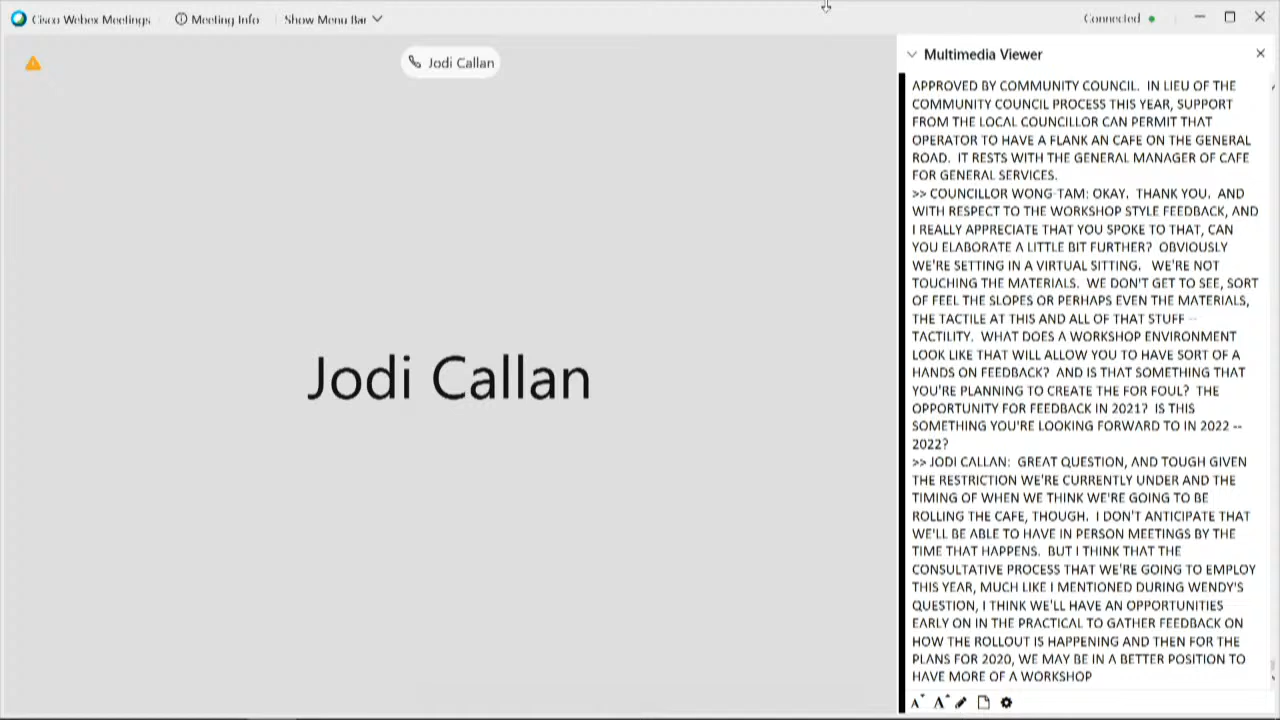 Cisco Webex Meetings
Meeting Info
Show Menu Bar
Connected
Jodi Callan
Multimedia Viewer
Jodi Callan
APPROVED BY COMMUNITY COUNCIL. IN LIEU OF THE
COMMUNITY COUNCIL PROCESS THIS YEAR, SUPPORT
FROM THE LOCAL COUNCILLOR CAN PERMIT THAT
OPERATOR TO HAVE A FLANK AN CAFE ON THE GENERAL
ROAD. IT RESTS WITH THE GENERAL MANAGER OF CAFE
FOR GENERAL SERVICES.
>> COUNCILLOR WONG-TAM: OKAY. THANK YOU. AND
WITH RESPECT TO THE WORKSHOP STYLE FEEDBACK, AND
I REALLY APPRECIATE THAT YOU SPOKE TO THAT, CAN
YOU ELABORATE A LITTLE BIT FURTHER? OBVIOUSLY
WE'RE SETTING IN A VIRTUAL SITTING. WE'RE NOT
TOUCHING THE MATERIALS. WE DON'T GET TO SEE, SORT
OF FEEL THE SLOPES OR PERHAPS EVEN THE MATERIALS,
THE TACTILE AT THIS AND ALL OF THAT STUFF --
TACTILITY. WHAT DOES A WORKSHOP ENVIRONMENT
LOOK LIKE THAT WILL ALLOW YOU TO HAVE SORT OF A
HANDS ON FEEDBACK? AND IS THAT SOMETHING THAT
YOU'RE PLANNING TO CREATE THE FOR FOUL? THE
OPPORTUNITY FOR FEEDBACK IN 2021? IS THIS
SOMETHING YOU'RE LOOKING FORWARD TO IN 2022 --
2022?
>> JODI CALLAN: GREAT QUESTION, AND TOUGH GIVEN
THE RESTRICTION WE'RE CURRENTLY UNDER AND THE
TIMING OF WHEN WE THINK WE'RE GOING TO BE
ROLLING THE CAFE, THOUGH. I DON'T ANTICIPATE THAT
WE'LL BE ABLE TO HAVE IN PERSON MEETINGS BY THE
TIME THAT HAPPENS. BUT I THINK THAT THE
CONSULTATIVE PROCESS THAT WE'RE GOING TO EMPLOY
THIS YEAR, MUCH LIKE I MENTIONED DURING WENDY'S
QUESTION, I THINK WE'LL HAVE AN OPPORTUNITIES
EARLY ON IN THE PRACTICAL TO GATHER FEEDBACK ON
HOW THE ROLLOUT IS HAPPENING AND THEN FOR THE
PLANS FOR 2020, WE MAY BE IN A BETTER POSITION TO
HAVE MORE OF A WORKSHOP